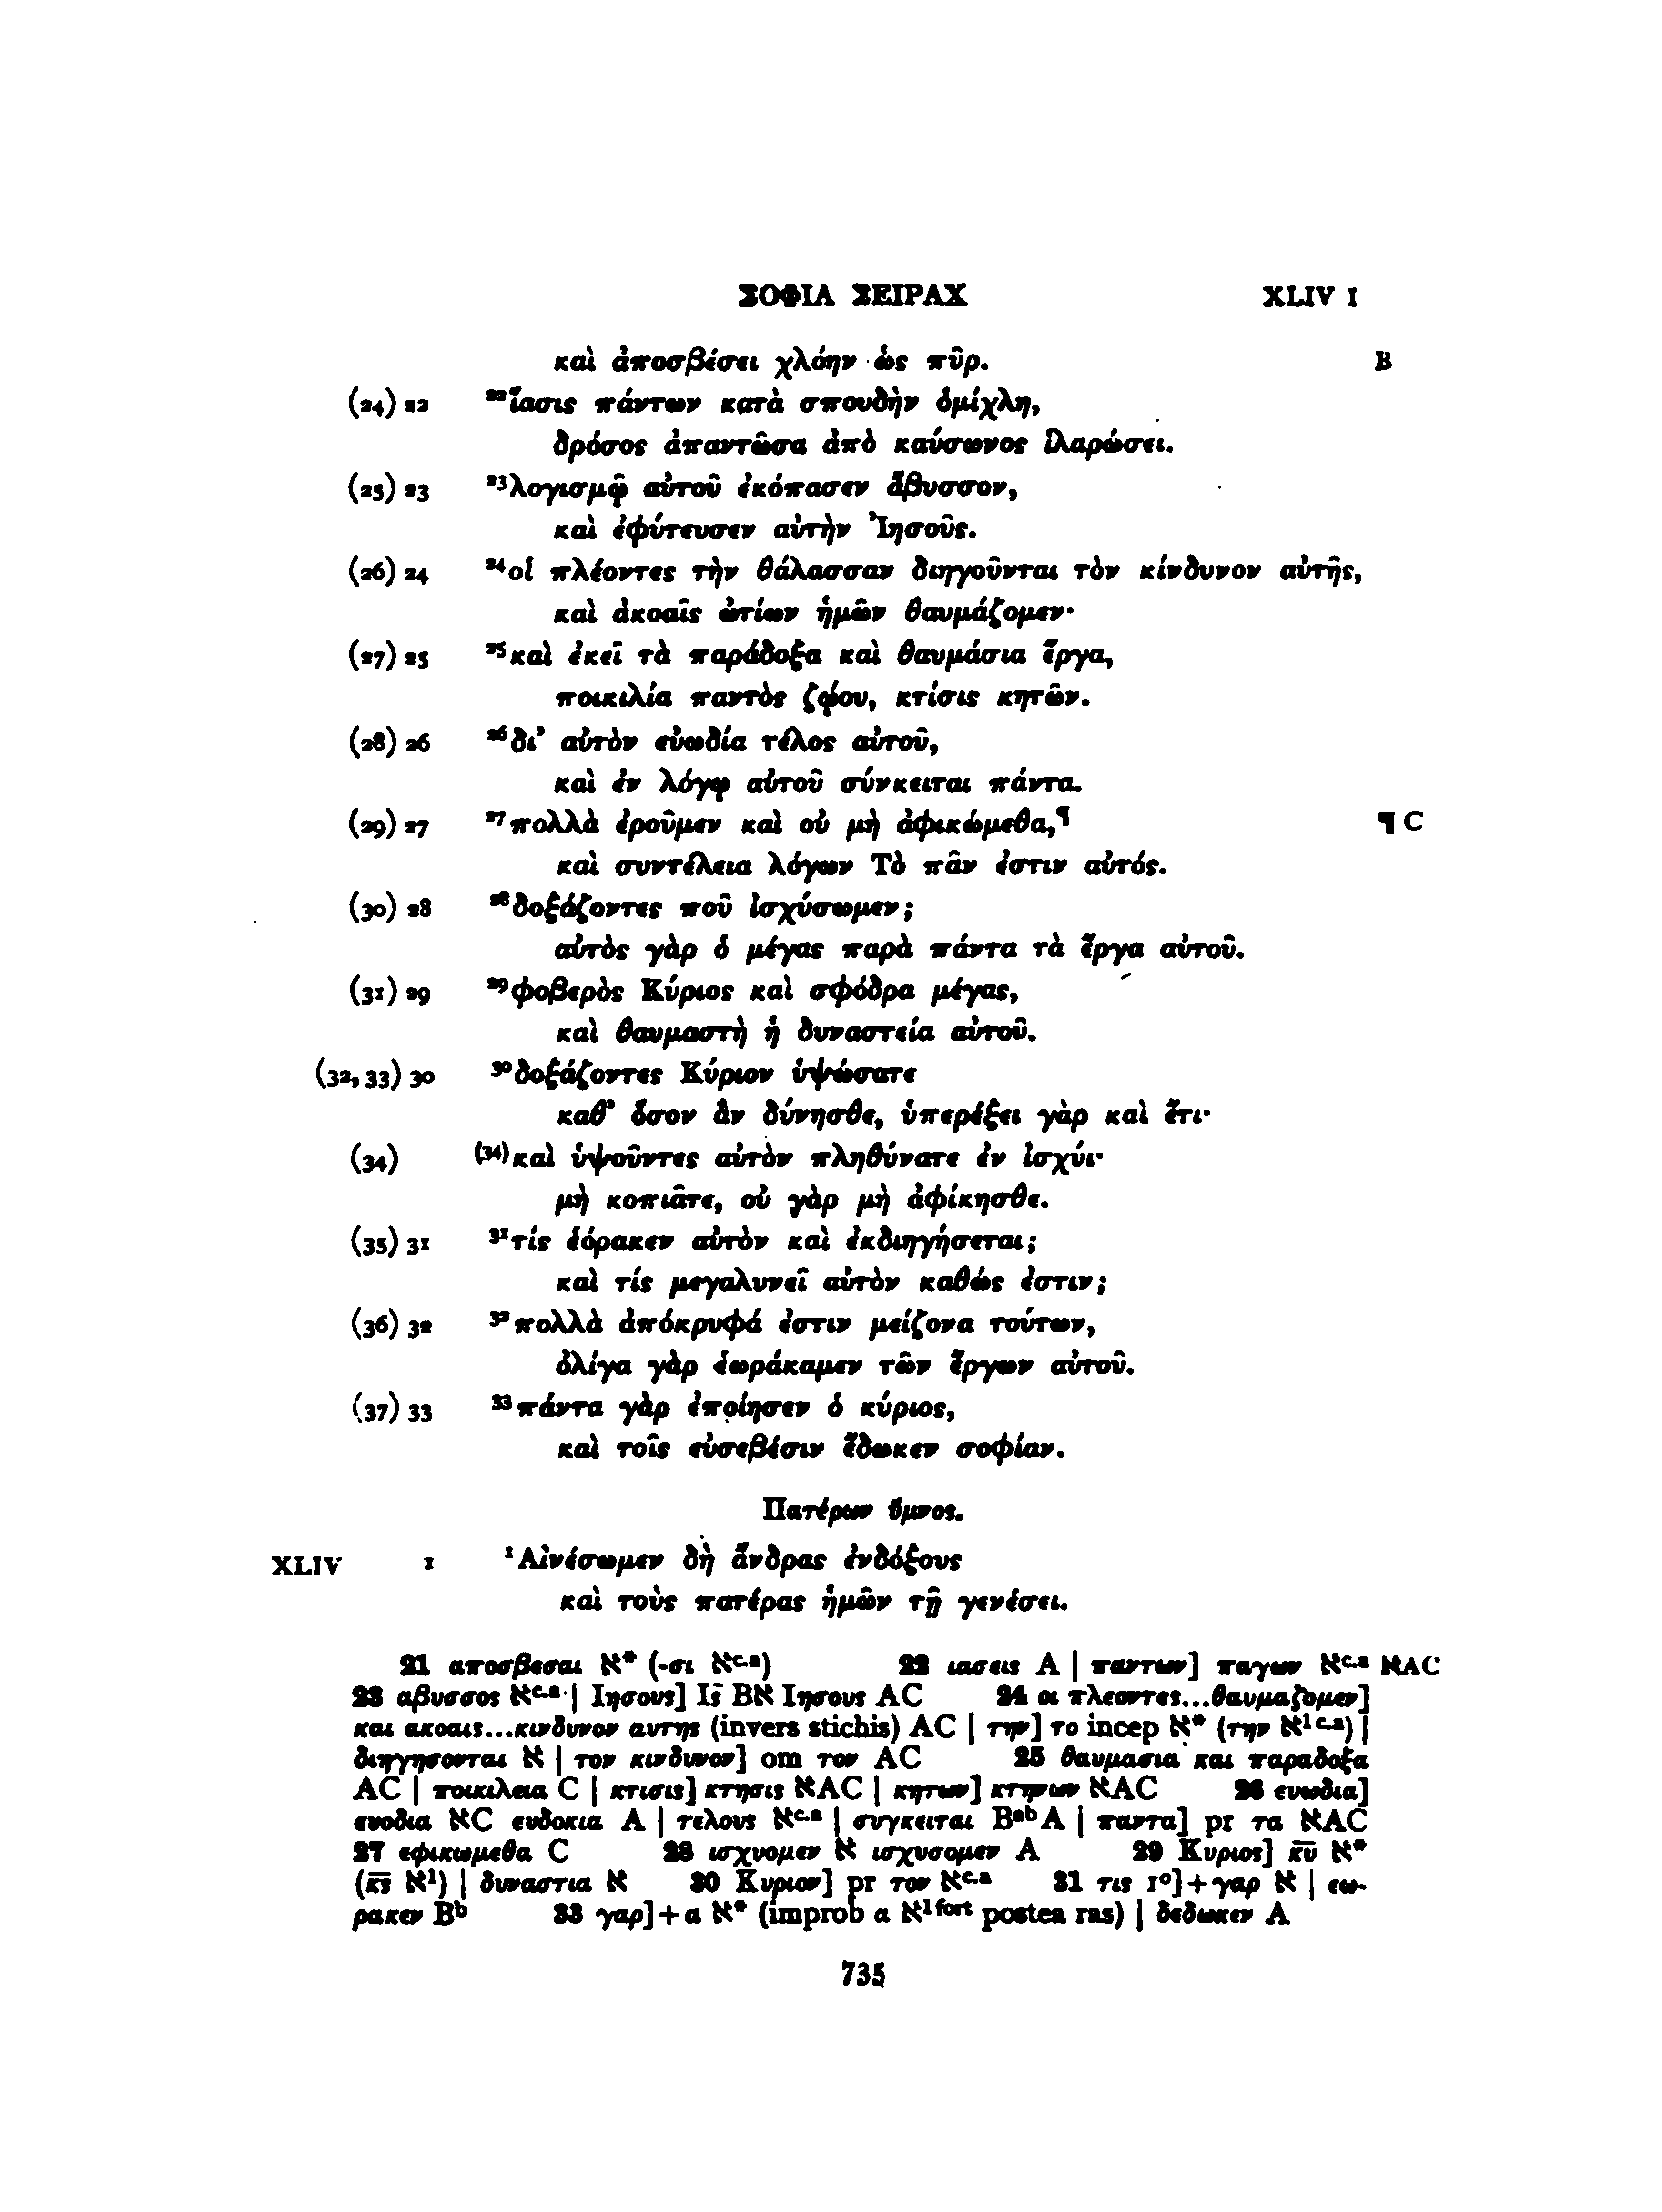 ΣΟΦΙΑ ΣΕΙΡΑΧ XLIV 1
καὶ ἀποσβέσει χλόην ὡς πῦρ. B
(24) 22 ²²ἴασις πάντων κατὰ σπουδὴν ὁμίχλη,
δρόσος ἀπαντῶσα ἀπὸ καύσωνος ἱλαρώσει.
(25) 23 ²³λογισμῷ αὐτοῦ ἐκόπασεν ἄβυσσον,
καὶ ἐφύτευσεν αὐτὴν Ἰησοῦς.
(26) 24 ²⁴οἱ πλέοντες τὴν θάλασσαν διηγοῦνται τὸν κίνδυνον αὐτῆς,
καὶ ἀκοαῖς ὠτίων ἡμῶν θαυμάζομεν·
(27) 25 ²⁵καὶ ἐκεῖ τὰ παράδοξα καὶ θαυμάσια ἔργα,
ποικιλία παντὸς ζῴου, κτίσις κητῶν.
(28) 26 ²⁶δι’ αὐτὸν εὐωδία τέλος αὐτοῦ,
καὶ ἐν λόγῳ αὐτοῦ σύνκειται πάντα.
(29) 27 ²⁷πολλὰ ἐροῦμεν καὶ οὐ μὴ ἀφικώμεθα,¶ ¶ C
καὶ συντέλεια λόγων Τὸ πᾶν ἐστιν αὐτός.
(30) 28 ²⁸δοξάζοντες ποῦ ἰσχύσωμεν;
αὐτὸς γὰρ ὁ μέγας παρὰ πάντα τὰ ἔργα αὐτοῦ.
(31) 29 ²⁹φοβερὸς Κύριος καὶ σφόδρα μέγας,
καὶ θαυμαστὴ ἡ δυναστεία αὐτοῦ.
(32, 33) 30 ³⁰δοξάζοντες Κύριον ὑψώσατε
καθ’ ὅσον ἂν δύνησθε, ὑπερέξει γὰρ καὶ ἔτι·
(34) ⁽³⁴⁾καὶ ὑψοῦντες αὐτὸν πληθύνατε ἐν ἰσχύι·
μὴ κοπιᾶτε, οὐ γὰρ μὴ ἀφίκησθε.
(35) 31 ³¹τίς ἑόρακεν αὐτὸν καὶ ἐκδιηγήσεται;
καὶ τίς μεγαλυνεῖ αὐτὸν καθώς ἐστιν;
(36) 32 ³²πολλὰ ἀπόκρυφά ἐστιν μείζονα τούτων,
ὀλίγα γὰρ ἑωράκαμεν τῶν ἔργων αὐτοῦ.
(37) 33 ³³πάντα γὰρ ἐποίησεν ὁ κύριος,
καὶ τοῖς εὐσεβέσιν ἔδωκεν σοφίαν.
Πατέρων ὕμνος.
XLIV 1 ¹Αἰνέσωμεν δὴ ἄνδρας ἐνδόξους
καὶ τοὺς πατέρας ἡμῶν τῇ γενέσει.
21 αποσβεσαι א* (-σι אᶜ·ᵃ) 22 ιασεις A | παντων] παγων אᶜ·ᵃ אAC
23 αβυσσος אᶜ·ᵃ | Ιησους] Ις̄ Bא Ιησους AC 24 οι πλεοντες...θαυμαζομεν]
και ακοαις...κινδυνον αυτης (invers stichis) AC | την] το incep א* (την א¹ ᶜ·ᵃ) |
διηγησονται א | τον κινδυνον] om τον AC 25 θαυμασια και παραδοξα
AC | ποικιλεια C | κτισις] κτησις אAC | κητων] κτηνων אAC 26 ευωδια]
ευοδια אC ευδοκια A | τελους אᶜ·ᵃ | συγκειται Bᵃᵇ A | παντα] pr τα אAC
27 εφικωμεθα C 28 ισχυομεν א ισχυσομεν A 29 Κυριος] κ̄ῡ א*
(κ̄ς̄ א¹) | δυναστια א 30 Κυριον] pr τον אᶜ·ᵃ 31 τις 1°]+γαρ א | εω-
ρακεν Bᵇ 33 γαρ]+α א* (improb α א¹ ᶠᵒʳᵗ postea ras) | δεδωκεν A
735